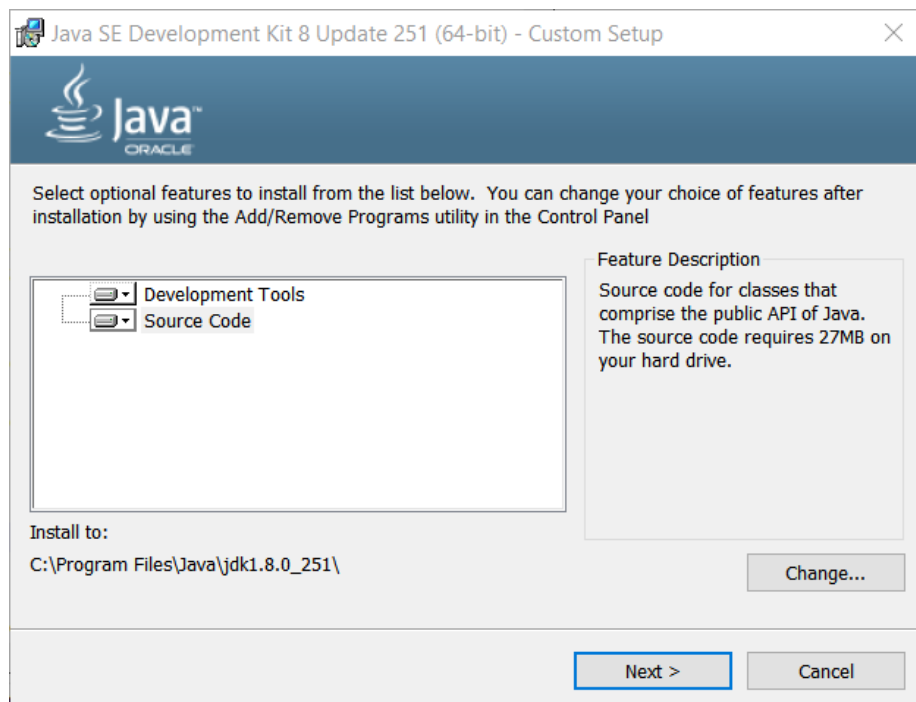 Java SE Development Kit 8 Update 251 (64-bit) - Custom Setup
Java™
ORACLE
Select optional features to install from the list below.  You can change your choice of features after
installation by using the Add/Remove Programs utility in the Control Panel
Development Tools
Source Code
Feature Description
Source code for classes that
comprise the public API of Java.
The source code requires 27MB on
your hard drive.
Install to:
C:\Program Files\Java\jdk1.8.0_251\
Change...
Next >
Cancel